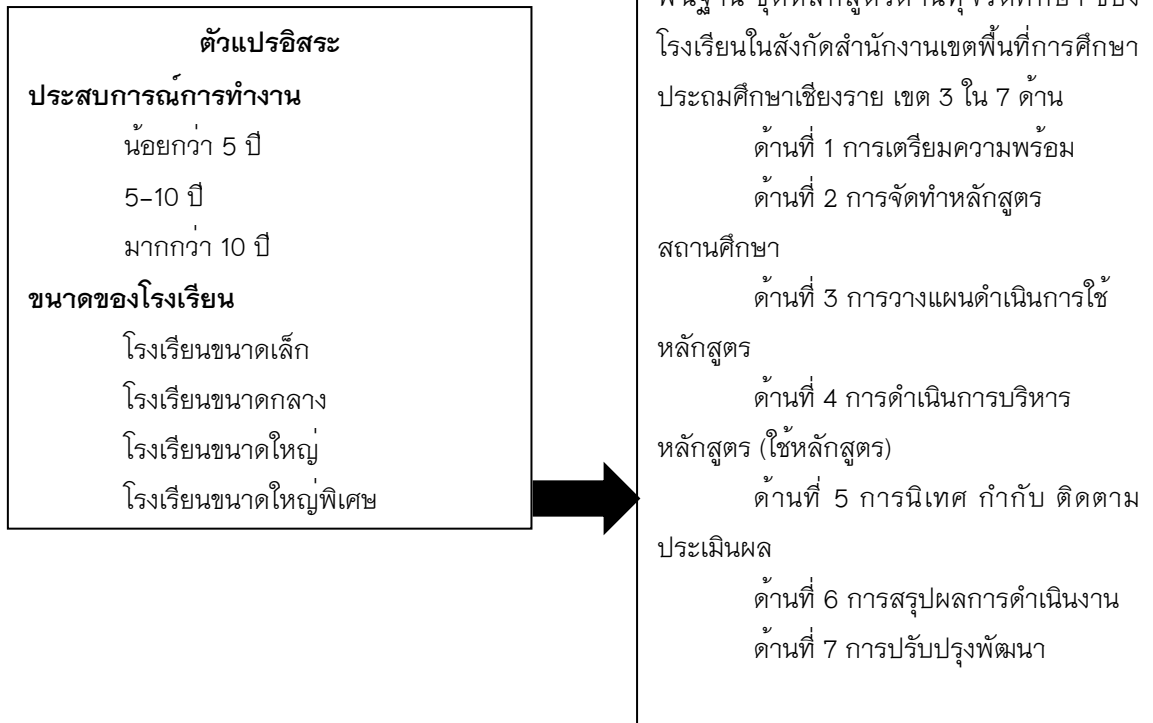 ตัวแปรอิสระ
ประสบการณ์การทำงาน
น้อยกว่า 5 ปี
5-10 ปี
มากกว่า 10 ปี
ขนาดของโรงเรียน
โรงเรียนขนาดเล็ก
โรงเรียนขนาดกลาง
โรงเรียนขนาดใหญ่
โรงเรียนขนาดใหญ่พิเศษ
โรงเรียนในสังกัดสำนักงานเขตพื้นที่การศึกษา
ประถมศึกษาเชียงราย เขต 3 ใน 7 ด้าน
ด้านที่ 1 การเตรียมความพร้อม
ด้านที่ 2 การจัดทำหลักสูตร
สถานศึกษา
ด้านที่ 3 การวางแผนดำเนินการใช้
หลักสูตร
ด้านที่ 4 การดำเนินการบริหาร
หลักสูตร (ใช้หลักสูตร)
ด้านที่ 5 การนิเทศ กำกับ ติดตาม
ประเมินผล
ด้านที่ 6 การสรุปผลการดำเนินงาน
ด้านที่ 7 การปรับปรุงพัฒนา